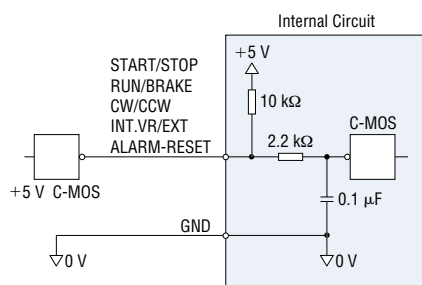 Internal Circuit
+5 V
START/STOP
RUN/BRAKE
CW/CCW
INT.VR/EXT
ALARM-RESET
10 kΩ
C-MOS
2.2 kΩ
+5 V C-MOS
0.1 μF
GND
0 V
0 V